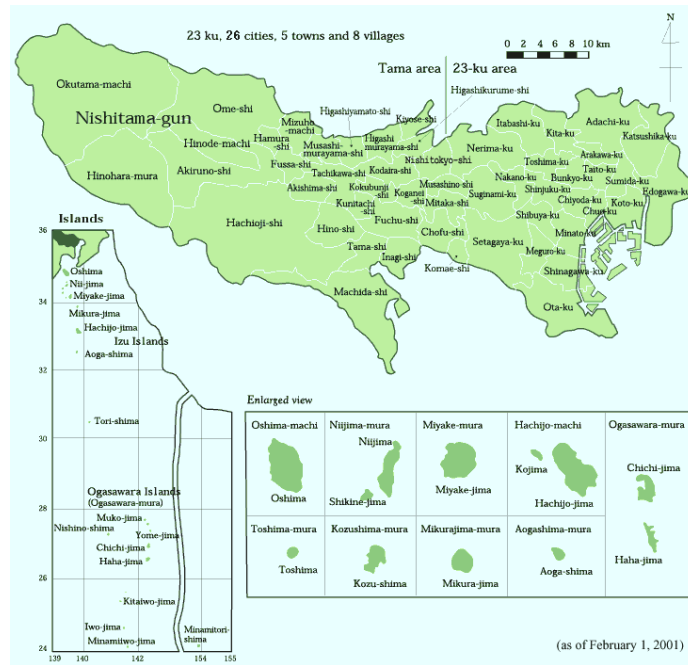 23 ku, 26 cities, 5 towns and 8 villages
N
0 2 4 6 8 10 km
Tama area
23-ku area
Okutama-machi
Nishitama-gun
Ome-shi
Mizuho
-machi
Higashiyamato-shi
Kiyose-shi
Higashikurume-shi
Itabashi-ku
Kita-ku
Adachi-ku
Katsushika-ku
Hinode-machi
Hamura
-shi
Musashi-
murayama-shi
Higashi
murayama-shi
Nerima-ku
Arakawa-ku
Hinohara-mura
Akiruno-shi
Fussa-shi
Tachikawa-shi
Kodaira-shi
Nishi tokyo-shi
Toshima-ku
Taito-ku
Akishima-shi
Kokubunji
-shi
Koganei
-shi
Musashino-shi
Mitaka-shi
Suginami-ku
Nakano-ku
Bunkyo-ku
Shinjuku-ku
Sumida-ku
Edogawa-ku
Kunitachi
-shi
Chiyoda-ku
Koto-ku
Chuo-ku
Hachioji-shi
Hino-shi
Fuchu-shi
Chofu-shi
Shibuya-ku
Minato-ku
Tama-shi
Setagaya-ku
Meguro-ku
Inagi-shi
Komae-shi
Shinagawa-ku
Machida-shi
Ota-ku
Islands
36
Oshima
Nii-jima
Miyake-jima
34
Mikura-jima
Hachijo-jima
Izu Islands
Aoga-shima
32
Tori-shima
30
Ogasawara Islands
(Ogasawara-mura)
28
Muko-jima
Nishino-shima
Yome-jima
Chichi-jima
Haha-jima
26
Kitaiwo-jima
Iwo-jima
Minamiiwo-jima
Minamitori-
shima
24
139 140 142 154 155
Enlarged view
Oshima-machi
Oshima
Niijima-mura
Niijima
Shikine-jima
Miyake-mura
Miyake-jima
Hachijo-machi
Kojima
Hachijo-jima
Ogasawara-mura
Chichi-jima
Haha-jima
Toshima-mura
Toshima
Kozushima-mura
Kozu-shima
Mikurajima-mura
Mikura-jima
Aogashima-mura
Aoga-shima
(as of February 1, 2001)